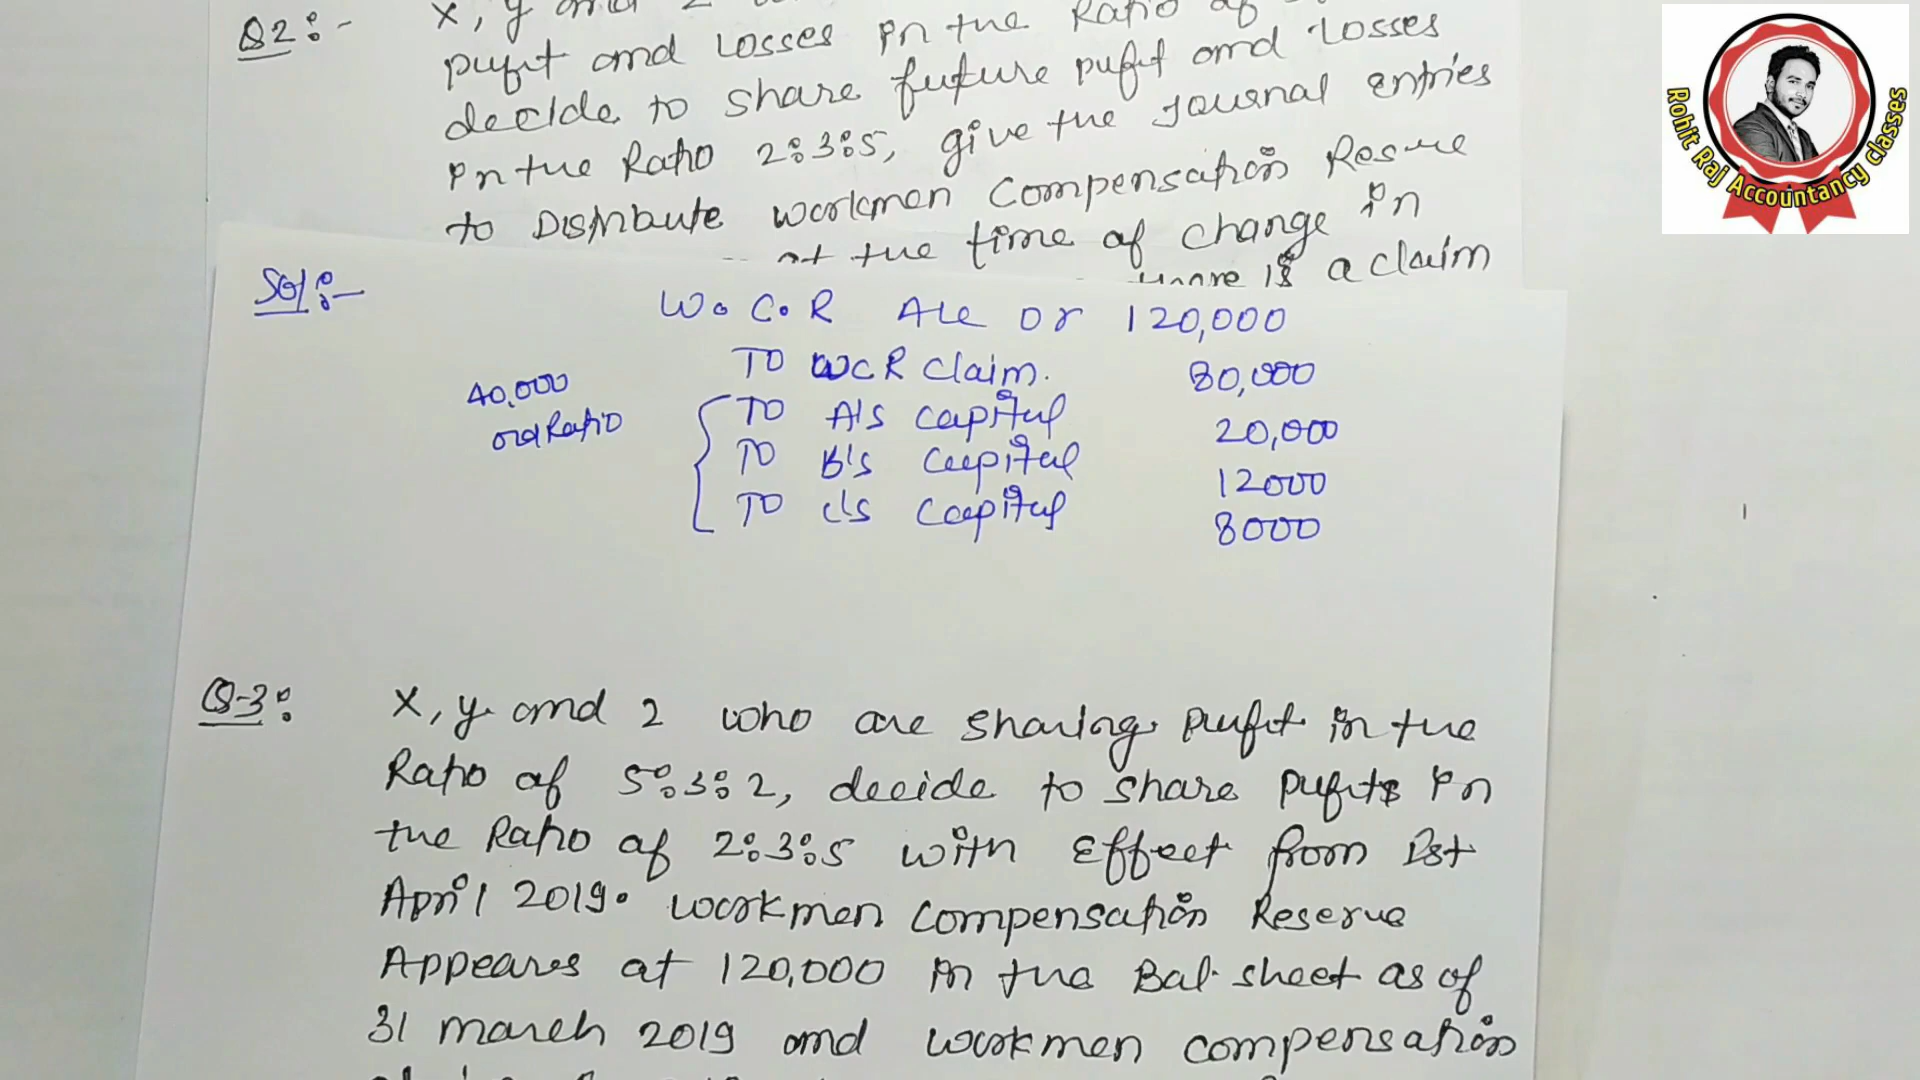 Q2:- X, y and Z
profit and Losses in the Ratio of
decide to share future profit and Losses
in the Ratio 2:3:5, give the Journal entries
to Distribute workmen Compensation Reserve
at the time of change in
there is a claim
Sol:-
W.C.R A/c Dr 120,000
TO WCR Claim. 80,000
40,000
old Ratio
TO A's Capital 20,000
TO B's Capital 12000
TO C's Capital 8000
Q-3: X, y and Z who are sharing profit in the
Ratio of 5:3:2, decide to share profits in
the Ratio of 2:3:5 with Effect from 1st
April 2019. workmen compensation Reserve
Appears at 120,000 in the Bal. sheet as of
31 march 2019 and workmen compensation
Rohit Raj Accountancy classes